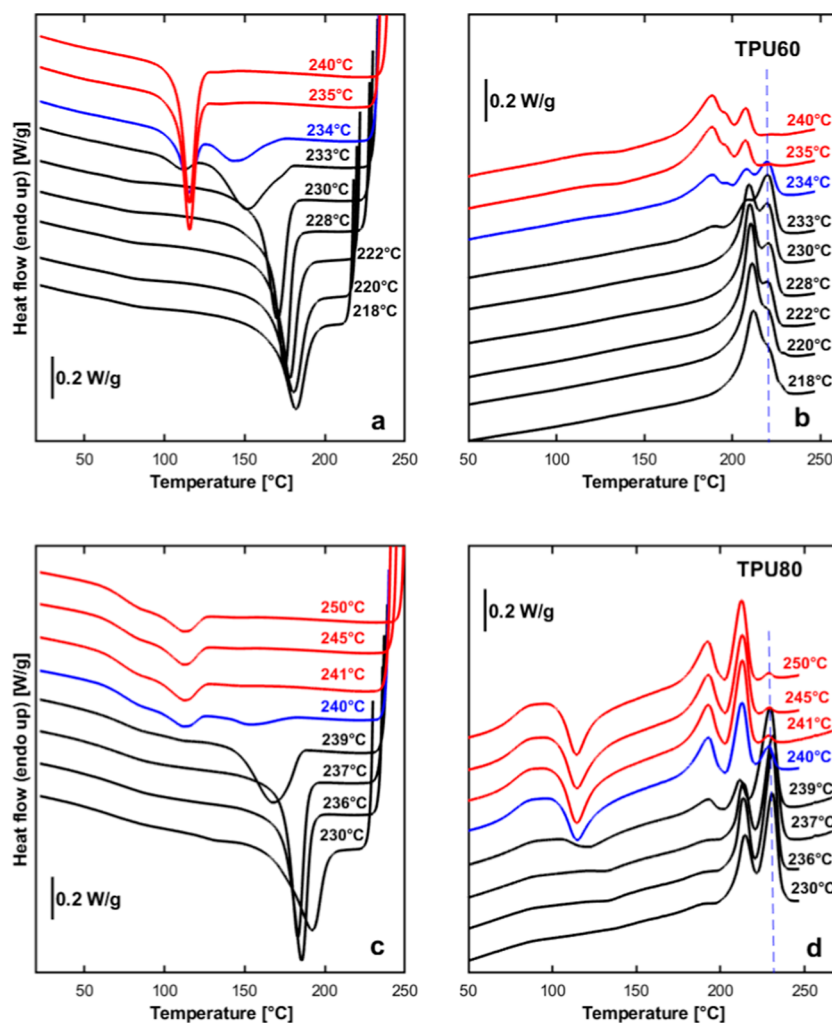 TPU60
0.2 W/g
240°C
235°C
234°C
233°C
230°C
228°C
222°C
220°C
218°C
0.2 W/g
a
Heat flow (endo up) [W/g]
50 100 150 200 250
Temperature [°C]
240°C
235°C
234°C
233°C
230°C
228°C
222°C
220°C
218°C
b
50 100 150 200 250
Temperature [°C]
250°C
245°C
241°C
240°C
239°C
237°C
236°C
230°C
0.2 W/g
c
Heat flow (endo up) [W/g]
50 100 150 200 250
Temperature [°C]
TPU80
0.2 W/g
250°C
245°C
241°C
240°C
239°C
237°C
236°C
230°C
d
50 100 150 200 250
Temperature [°C]